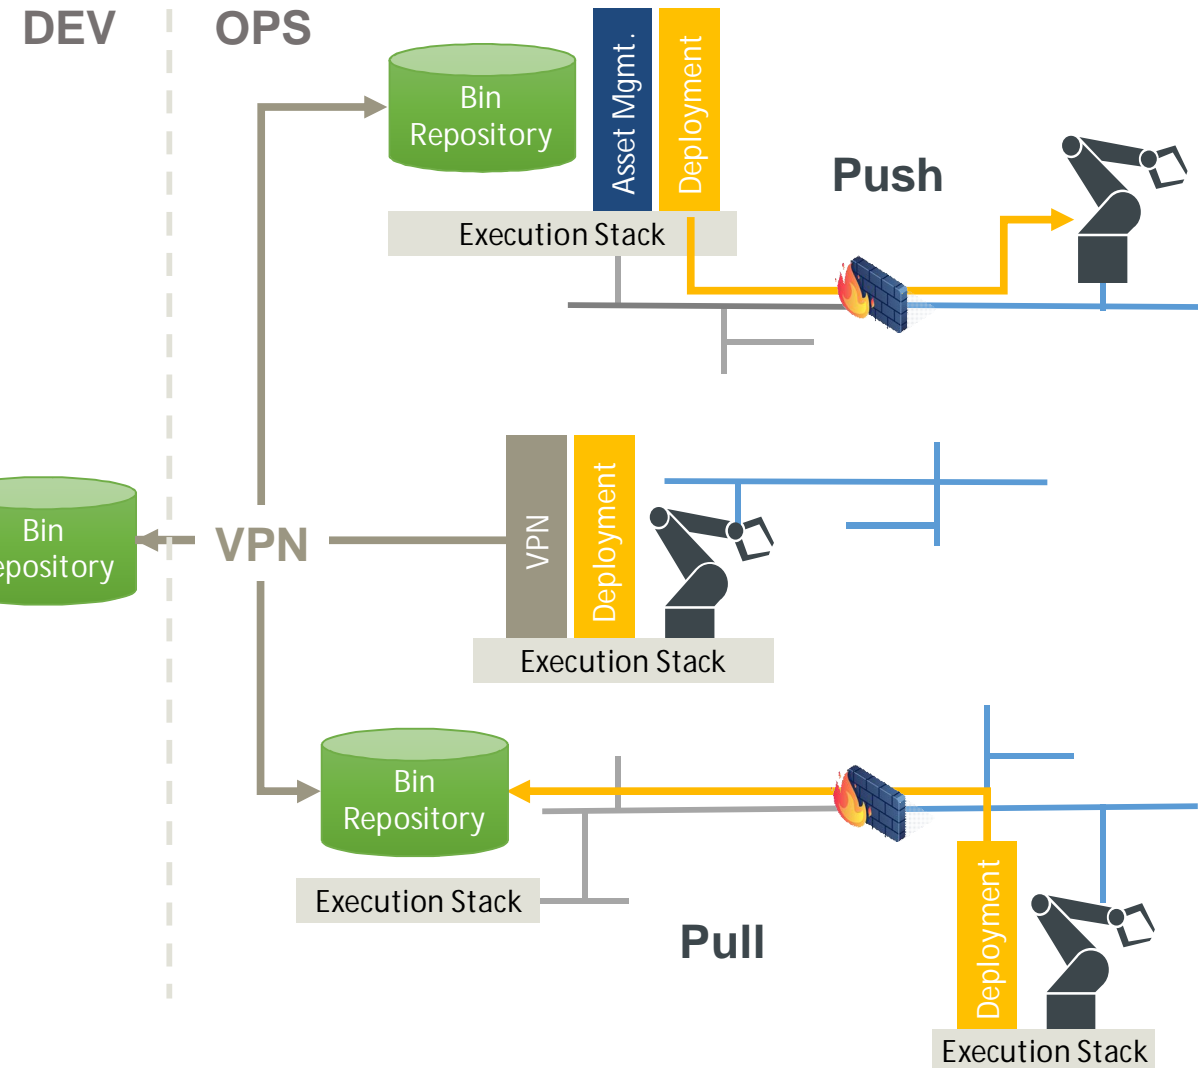 DEV
OPS
Bin
Repository
Asset Mgmt.
Deployment
Push
Execution Stack
Bin
epository
VPN
VPN
Deployment
Execution Stack
Bin
Repository
Execution Stack
Pull
Deployment
Execution Stack